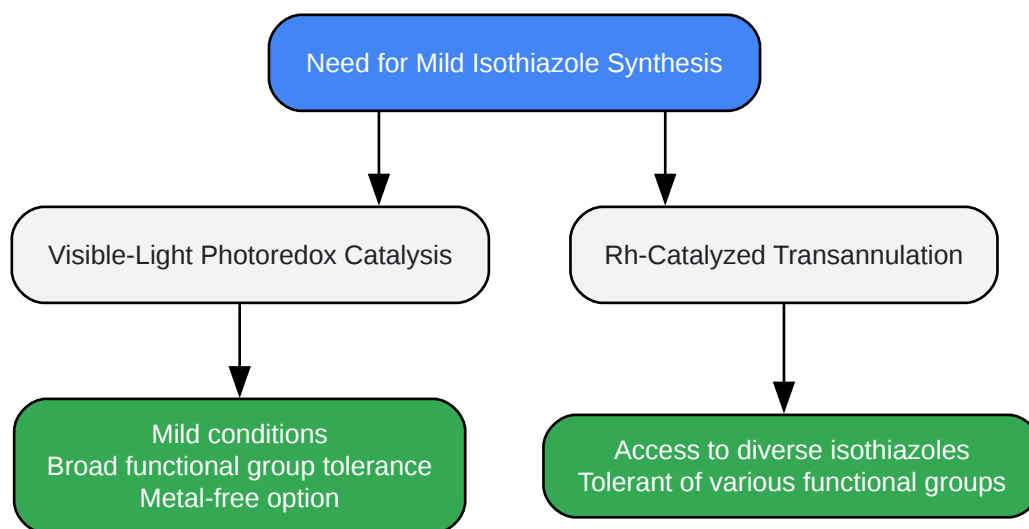 Need for Mild Isothiazole Synthesis
Visible-Light Photoredox Catalysis
Rh-Catalyzed Transannulation
Mild conditions
Broad functional group tolerance
Metal-free option
Access to diverse isothiazoles
Tolerant of various functional groups